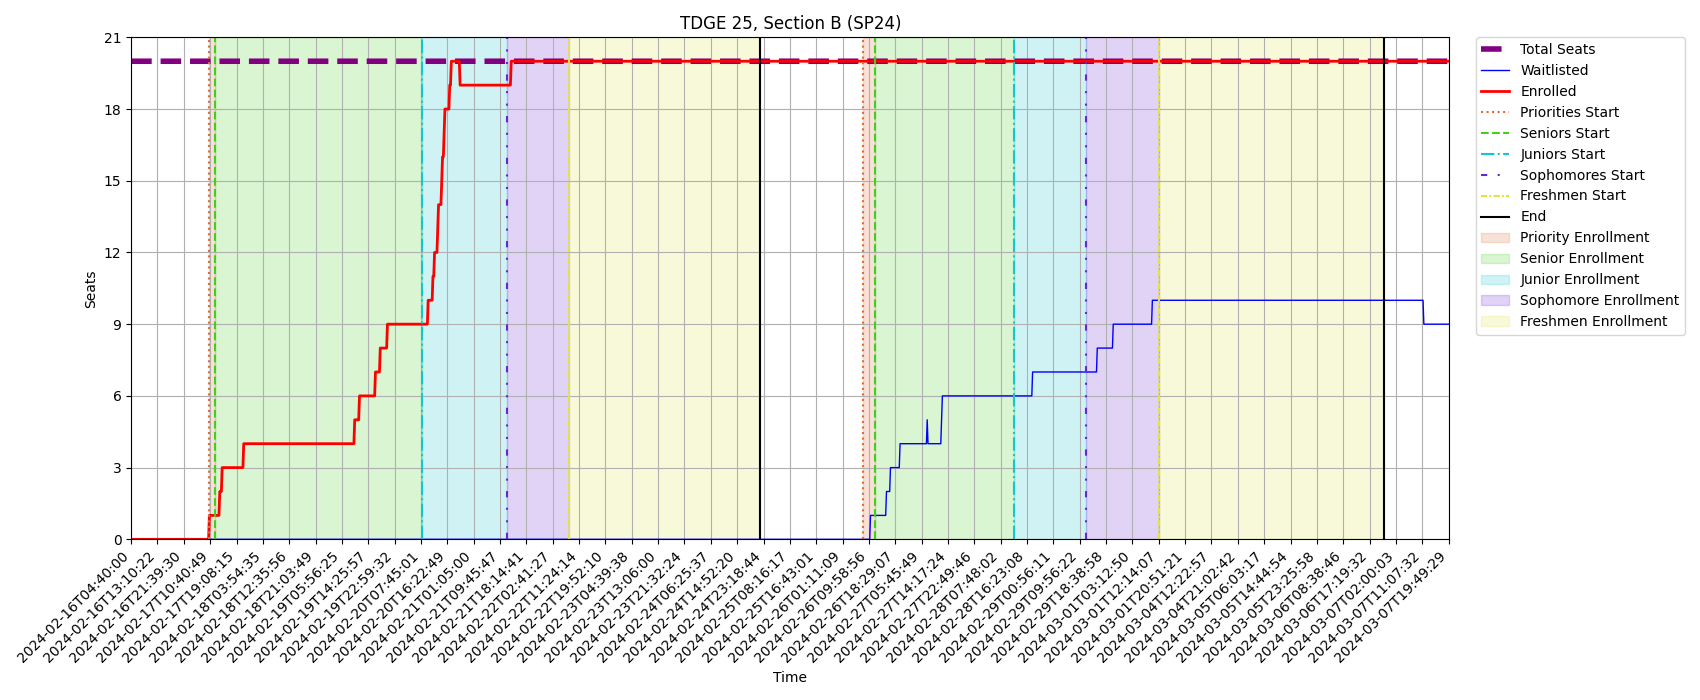 TDGE 25, Section B (SP24)
Seats
21
18
15
12
9
6
3
0
2024-02-16T04:40:00
2024-02-16T13:10:22
2024-02-16T21:39:30
2024-02-17T10:40:49
2024-02-17T19:08:15
2024-02-18T03:54:35
2024-02-18T12:35:56
2024-02-18T21:03:49
2024-02-19T05:56:25
2024-02-19T14:25:57
2024-02-19T22:59:32
2024-02-20T07:45:01
2024-02-20T16:22:49
2024-02-21T01:05:00
2024-02-21T09:45:47
2024-02-21T18:14:41
2024-02-22T02:41:27
2024-02-22T11:24:14
2024-02-22T19:52:10
2024-02-23T04:39:38
2024-02-23T13:06:00
2024-02-23T21:32:24
2024-02-24T06:25:37
2024-02-24T14:52:20
2024-02-24T23:18:44
2024-02-25T08:16:17
2024-02-25T16:43:01
2024-02-26T01:11:09
2024-02-26T09:58:56
2024-02-26T18:29:07
2024-02-27T05:45:49
2024-02-27T14:17:24
2024-02-27T22:49:46
2024-02-28T07:48:02
2024-02-28T16:23:08
2024-02-29T00:56:11
2024-02-29T09:56:22
2024-02-29T18:38:58
2024-03-01T03:12:50
2024-03-01T12:14:07
2024-03-01T20:51:21
2024-03-04T12:22:57
2024-03-04T21:02:42
2024-03-05T06:03:17
2024-03-05T14:44:54
2024-03-05T23:25:58
2024-03-06T08:38:46
2024-03-06T17:19:32
2024-03-07T02:00:03
2024-03-07T11:07:32
2024-03-07T19:49:29
Time
Total Seats
Waitlisted
Enrolled
Priorities Start
Seniors Start
Juniors Start
Sophomores Start
Freshmen Start
End
Priority Enrollment
Senior Enrollment
Junior Enrollment
Sophomore Enrollment
Freshmen Enrollment